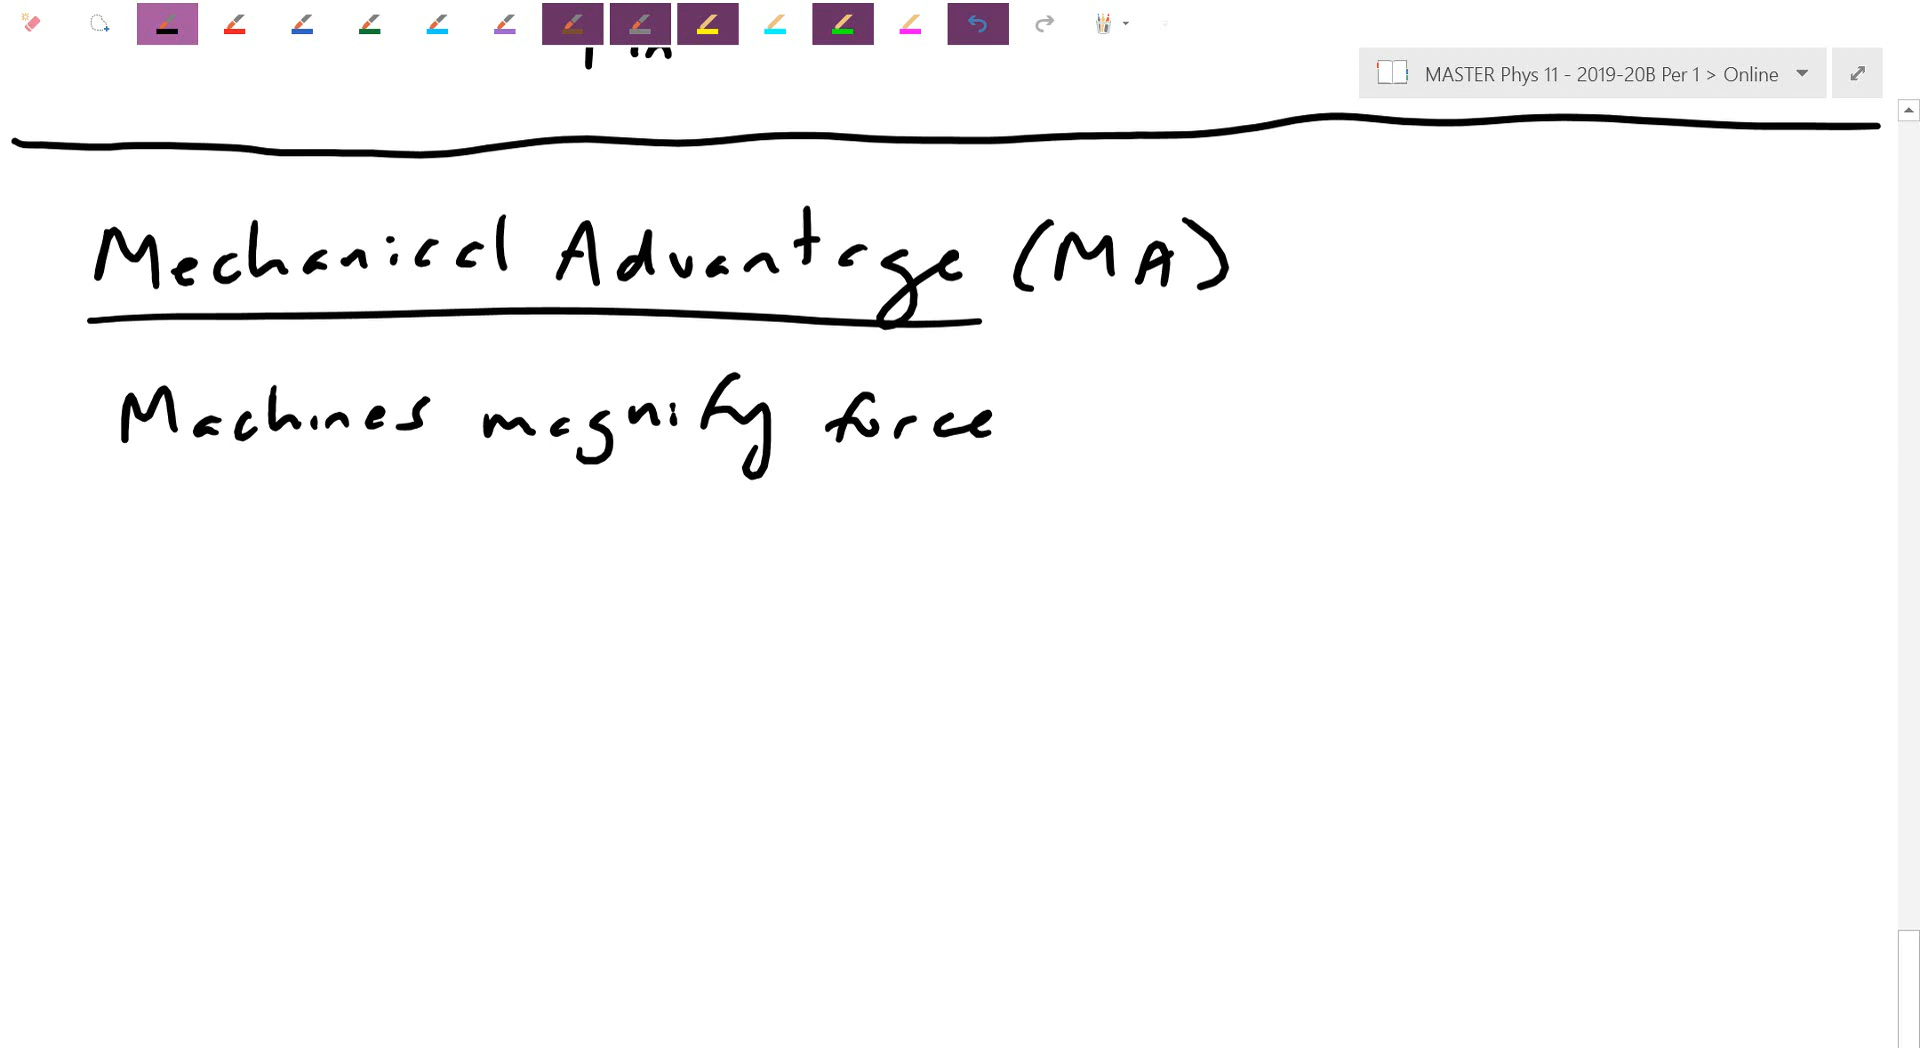 MASTER Phys 11 - 2019-20B Per 1 > Online
Mechanical Advantage (MA)
Machines magnify force